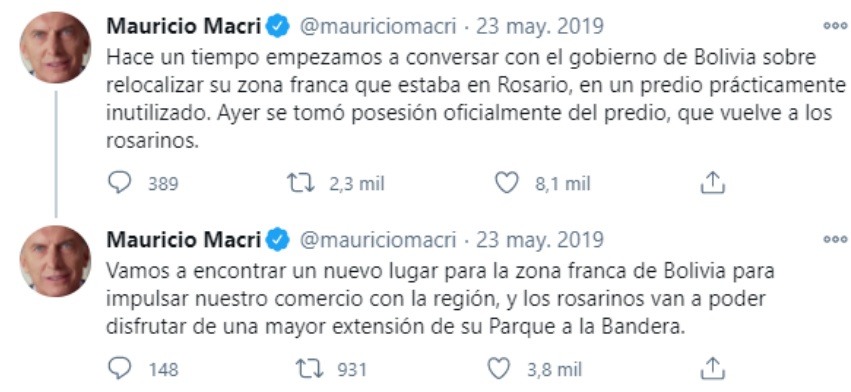 Mauricio Macri @mauriciomacri · 23 may. 2019
Hace un tiempo empezamos a conversar con el gobierno de Bolivia sobre
relocalizar su zona franca que estaba en Rosario, en un predio prácticamente
inutilizado. Ayer se tomó posesión oficialmente del predio, que vuelve a los
rosarinos.
389 2,3 mil 8,1 mil
Mauricio Macri @mauriciomacri · 23 may. 2019
Vamos a encontrar un nuevo lugar para la zona franca de Bolivia para
impulsar nuestro comercio con la región, y los rosarinos van a poder
disfrutar de una mayor extensión de su Parque a la Bandera.
148 931 3,8 mil